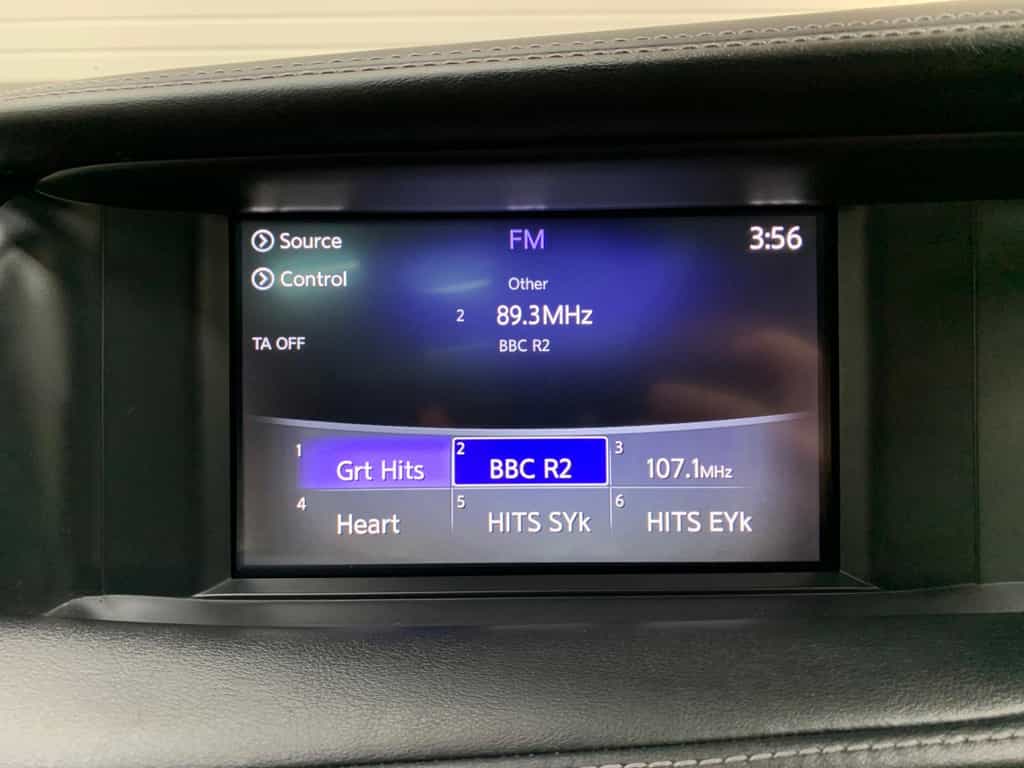 Source
FM
3:56
Control
Other
2 89.3MHz
TA OFF
BBC R2
1 Grt Hits
2 BBC R2
3 107.1MHz
4 Heart
5 HITS SYk
6 HITS EYk